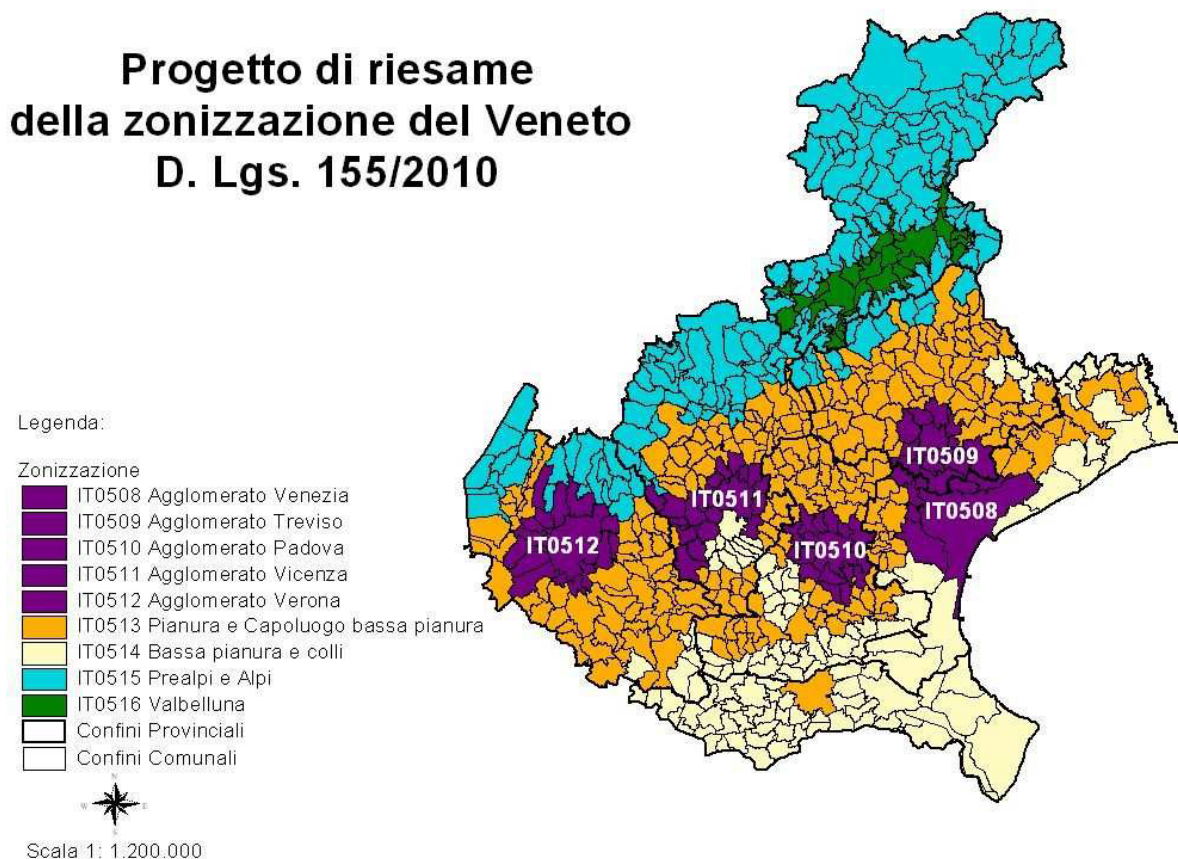 Progetto di riesame
della zonizzazione del Veneto
D. Lgs. 155/2010
Legenda:
Zonizzazione
IT0508 Agglomerato Venezia
IT0509 Agglomerato Treviso
IT0510 Agglomerato Padova
IT0511 Agglomerato Vicenza
IT0512 Agglomerato Verona
IT0513 Pianura e Capoluogo bassa pianura
IT0514 Bassa pianura e colli
IT0515 Prealpi e Alpi
IT0516 Valbelluna
Confini Provinciali
Confini Comunali
N
W E
S
Scala 1: 1.200.000
IT0509
IT0511
IT0508
IT0512
IT0510